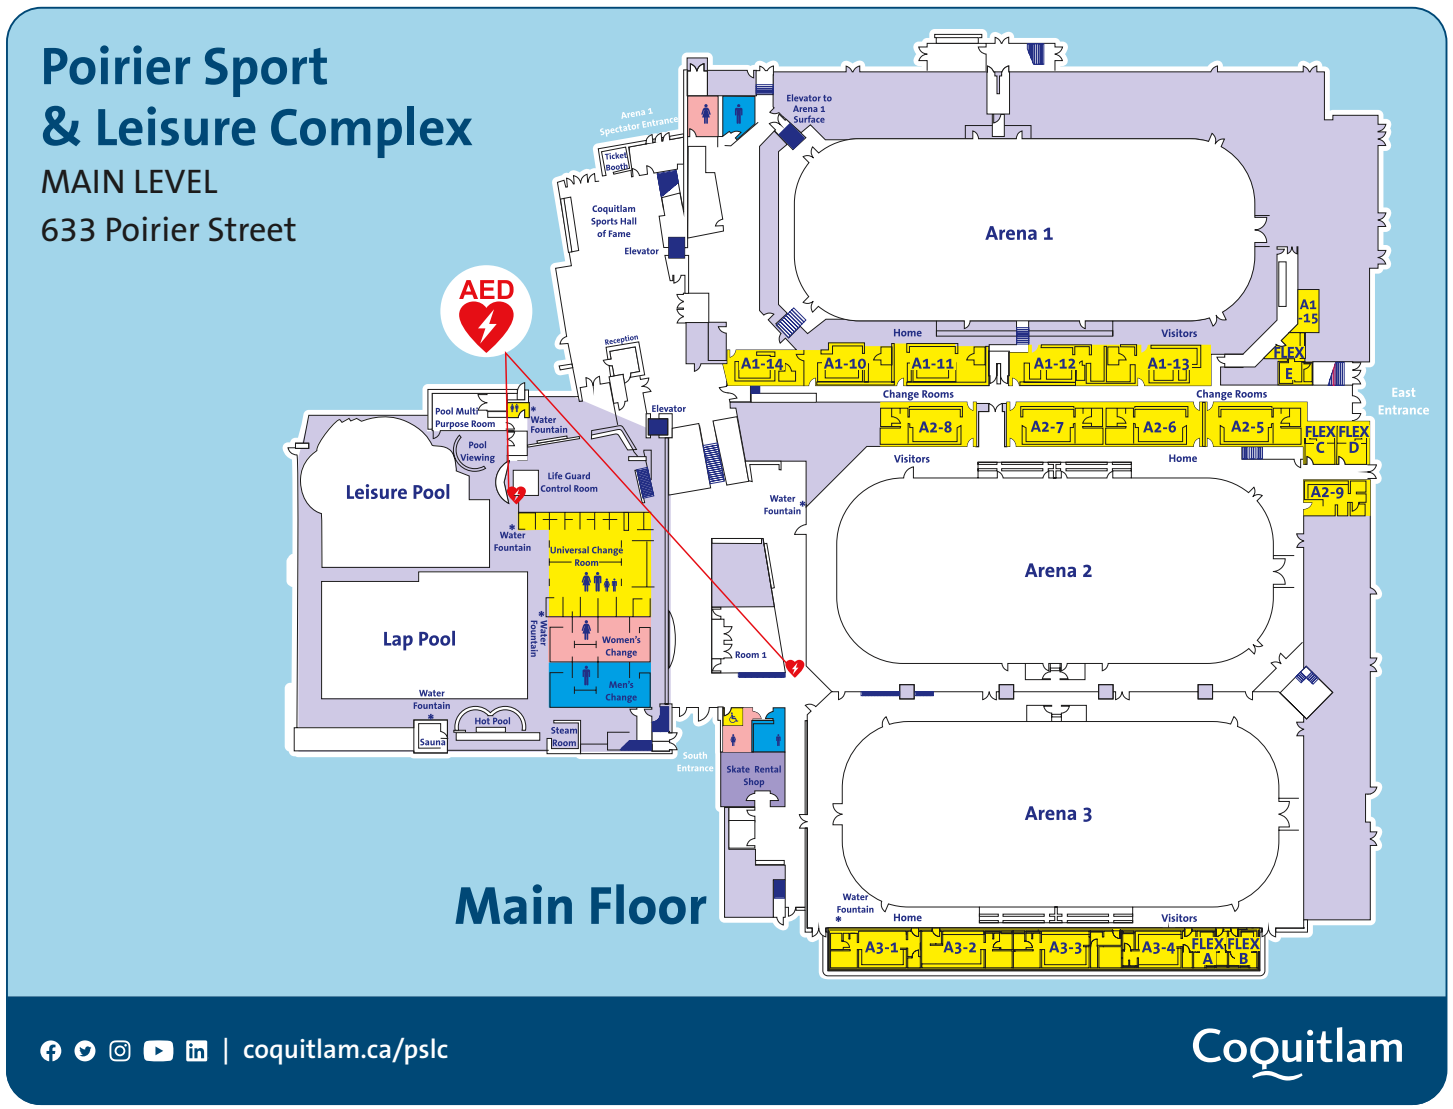 Poirier Sport
& Leisure Complex
MAIN LEVEL
633 Poirier Street
Arena 1
Spectator Entrance
Elevator to
Arena 1
Surface
Ticket
Booth
Coquitlam
Sports Hall
of Fame
Elevator
Arena 1
AED
Reception
Home
Visitors
A1
-15
FLEX
E
A1-14
A1-10
A1-11
A1-12
A1-13
Change Rooms
Change Rooms
East
Entrance
Pool Multi
Purpose Room
Water
Fountain
Elevator
A2-8
A2-7
A2-6
A2-5
FLEX
C
FLEX
D
Pool
Viewing
Visitors
Home
Life Guard
Control Room
Leisure Pool
A2-9
Water
Fountain
Water
Fountain
Universal Change
Room
Arena 2
Lap Pool
Water
Fountain
Women's
Change
Room 1
Men's
Change
Water
Fountain
Hot Pool
Sauna
Steam
Room
South
Entrance
Skate Rental
Shop
Arena 3
Main Floor
Water
Fountain
Home
Visitors
A3-1
A3-2
A3-3
A3-4
FLEX
A
FLEX
B
| coquitlam.ca/pslc
Coquitlam